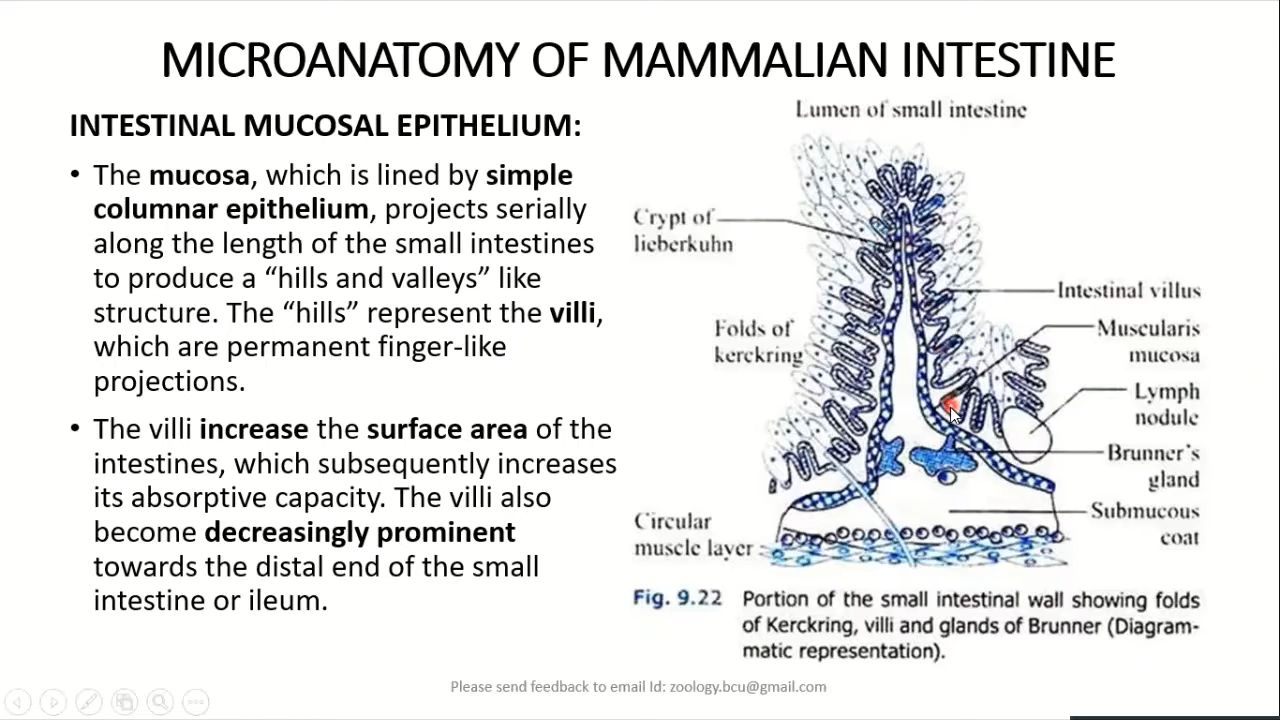 MICROANATOMY OF MAMMALIAN INTESTINE
INTESTINAL MUCOSAL EPITHELIUM:
• The mucosa, which is lined by simple
columnar epithelium, projects serially
along the length of the small intestines
to produce a “hills and valleys” like
structure. The “hills” represent the villi,
which are permanent finger-like
projections.
• The villi increase the surface area of the
intestines, which subsequently increases
its absorptive capacity. The villi also
become decreasingly prominent
towards the distal end of the small
intestine or ileum.
Lumen of small intestine
Crypt of
lieberkuhn
Folds of
kerckring
Circular
muscle layer
Intestinal villus
Muscularis
mucosa
Lymph
nodule
Brunner's
gland
Submucous
coat
Fig. 9.22 Portion of the small intestinal wall showing folds
of Kerckring, villi and glands of Brunner (Diagram-
matic representation).
Please send feedback to email Id: zoology.bcu@gmail.com